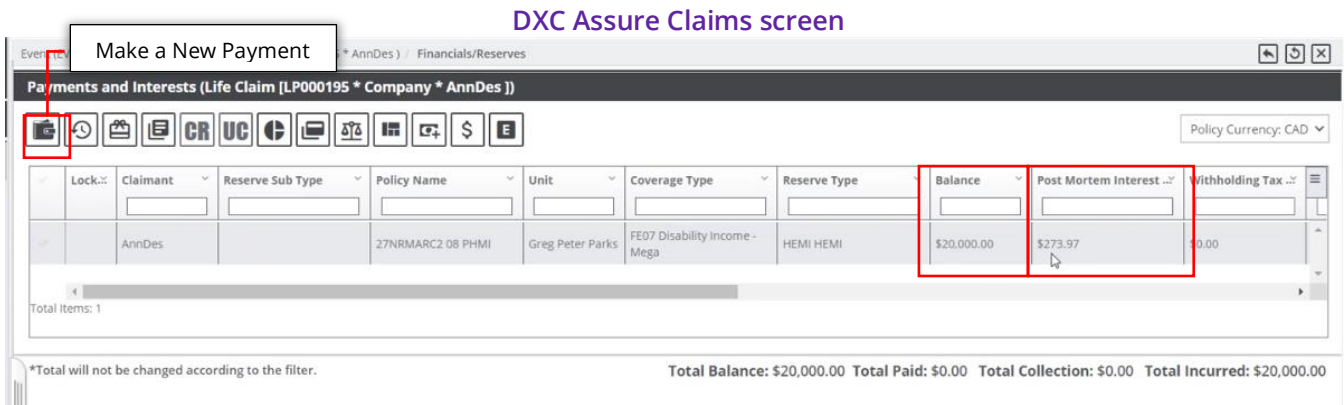 DXC Assure Claims screen
Make a New Payment
Event (EV * AnnDes ) / Financials/Reserves
Payments and Interests (Life Claim [LP000195 * Company * AnnDes ])
CR UC $ E
Policy Currency: CAD
Lock... Claimant Reserve Sub Type Policy Name Unit Coverage Type Reserve Type Balance Post Mortem Interest ... Withholding Tax ...
AnnDes 27NRMARC2 08 PHMI Greg Peter Parks FE07 Disability Income - HEMI HEMI $20,000.00 $273.97 $0.00
Mega
Total Items: 1
*Total will not be changed according to the filter.
Total Balance: $20,000.00 Total Paid: $0.00 Total Collection: $0.00 Total Incurred: $20,000.00